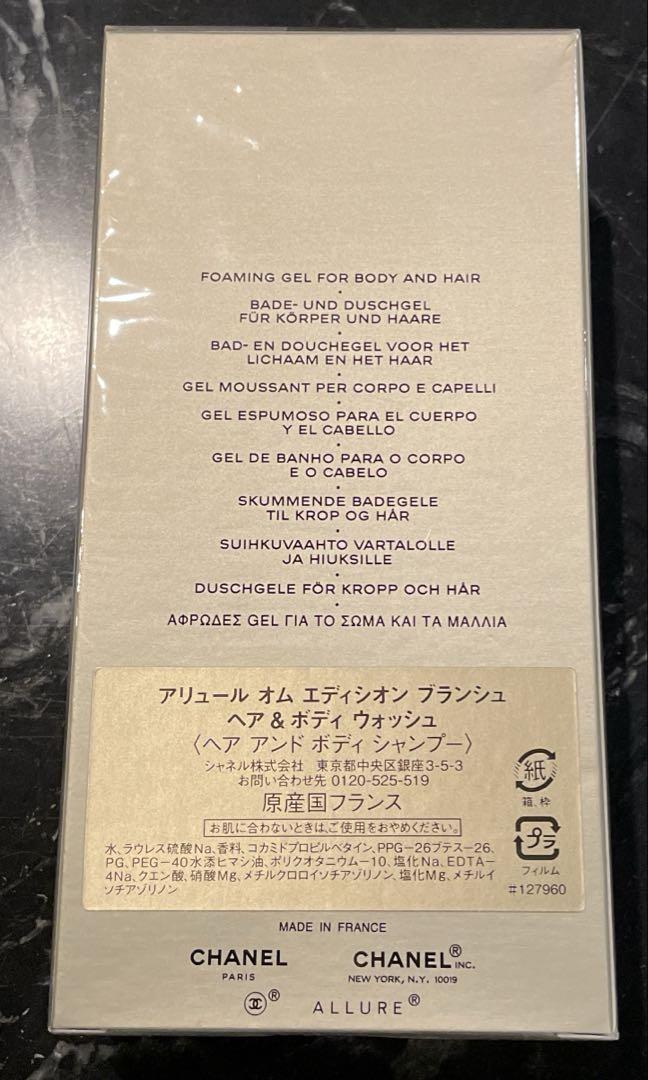 FOAMING GEL FOR BODY AND HAIR
•
BADE- UND DUSCHGEL
FÜR KÖRPER UND HAARE
•
BAD- EN DOUCHEGEL VOOR HET
LICHAAM EN HET HAAR
•
GEL MOUSSANT PER CORPO E CAPELLI
•
GEL ESPUMOSO PARA EL CUERPO
Y EL CABELLO
•
GEL DE BANHO PARA O CORPO
E O CABELO
•
SKUMMENDE BADEGELE
TIL KROP OG HÅR
•
SUIHKUVAAHTO VARTALOLLE
JA HIUKSILLE
•
DUSCHGELE FÖR KROPP OCH HÅR
•
ΑΦΡΩΔΕΣ GEL ΓΙΑ ΤΟ ΣΩΜΑ ΚΑΙ ΤΑ ΜΑΛΛΙΑ
アリュール オム エディシオン ブランシュ
ヘア & ボディ ウォッシュ
〈ヘア アンド ボディ シャンプー〉
シャネル株式会社 東京都中央区銀座3-5-3
お問い合わせ先 0120-525-519
原産国フランス
お肌に合わないときは、ご使用をおやめください。
水、ラウレス硫酸Na、香料、コカミドプロピルベタイン、PPG-26ブテス-26、
PG、PEG-40水添ヒマシ油、ポリクオタニウム-10、塩化Na、EDTA-
4Na、クエン酸、硝酸Mg、メチルクロロイソチアゾリノン、塩化Mg、メチルイ
ソチアゾリノン
紙
箱、枠
プラ
フィルム
#127960
MADE IN FRANCE
CHANEL
PARIS
CHANEL® INC.
NEW YORK, N.Y. 10019
® ALLURE®